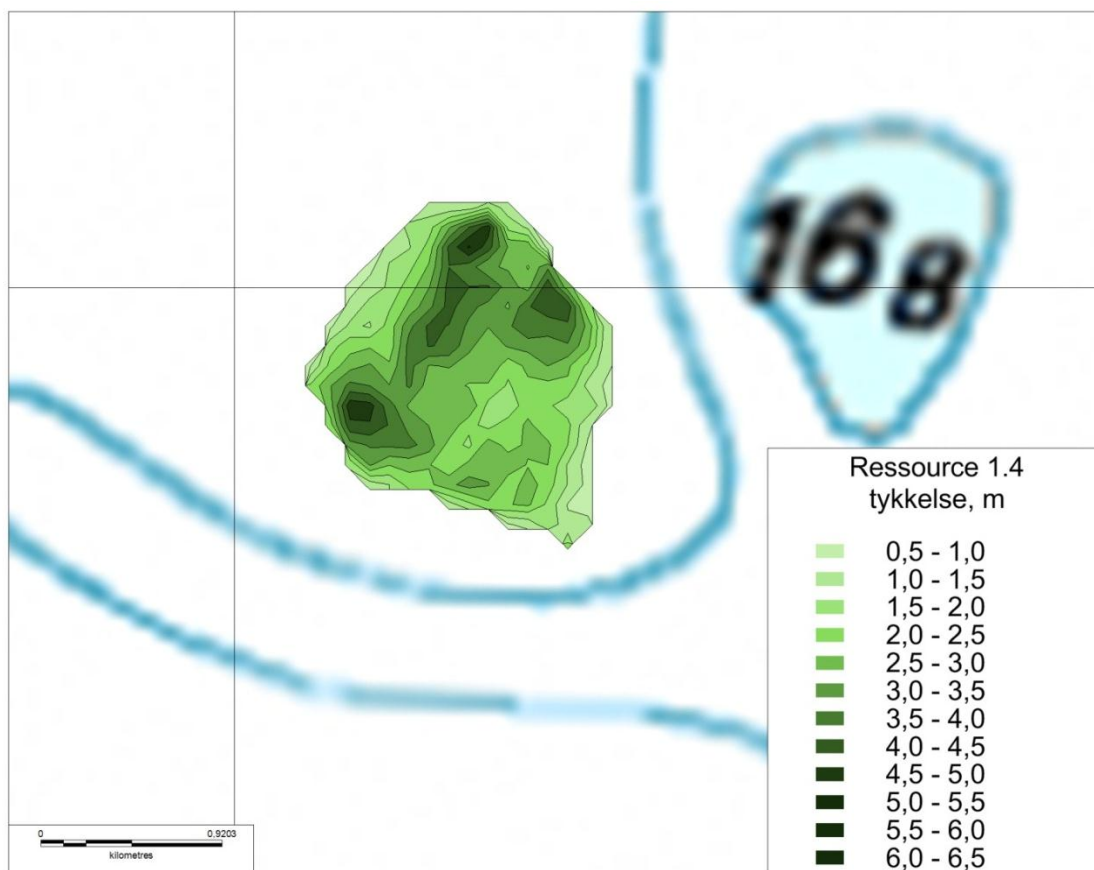 16 8
Ressource 1.4
tykkelse, m
0,5 - 1,0
1,0 - 1,5
1,5 - 2,0
2,0 - 2,5
2,5 - 3,0
3,0 - 3,5
3,5 - 4,0
4,0 - 4,5
4,5 - 5,0
5,0 - 5,5
5,5 - 6,0
6,0 - 6,5
0 0,9203
kilometres